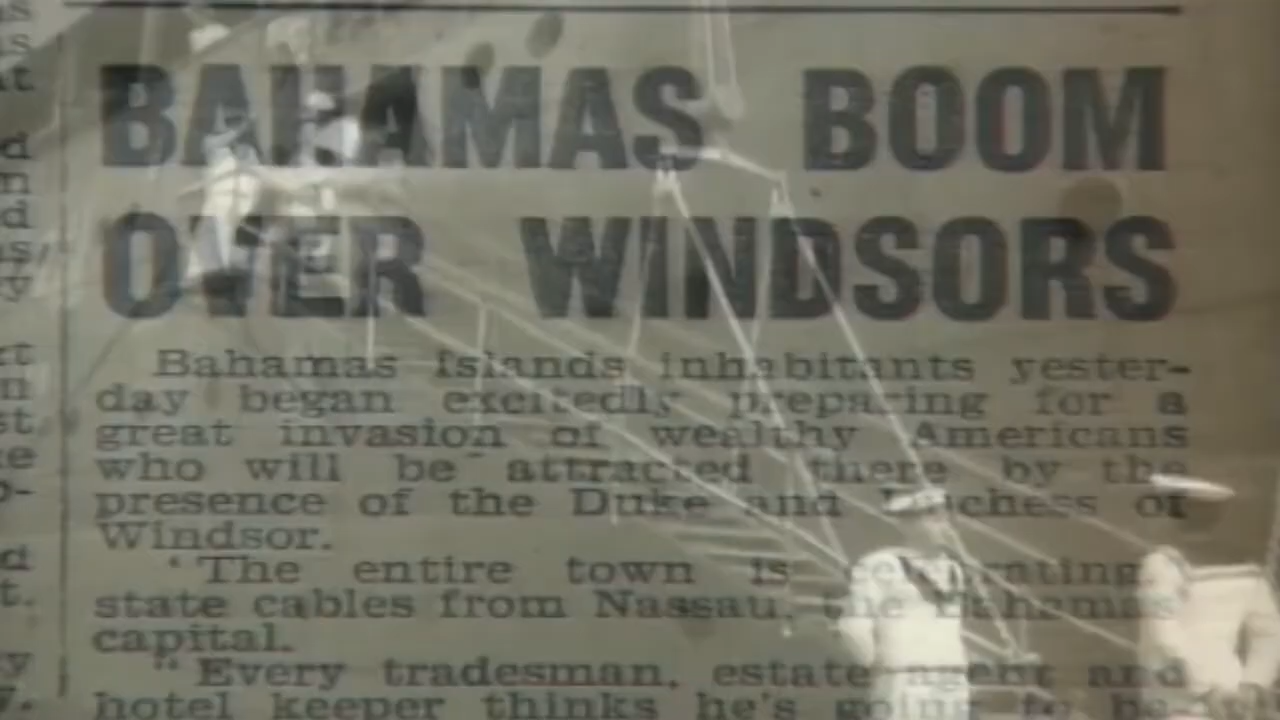 BAHAMAS BOOM
OVER WINDSORS
Bahamas islands inhabitants yester-
day began excitedly preparing for a
great invasion of wealthy Americans
who will be attracted there by the
presence of the Duke and Duchess of
Windsor.
"The entire town is celebrating,
state cables from Nassau, the Bahamas
capital.
"Every tradesman, estate agent and
hotel keeper thinks he's going to be